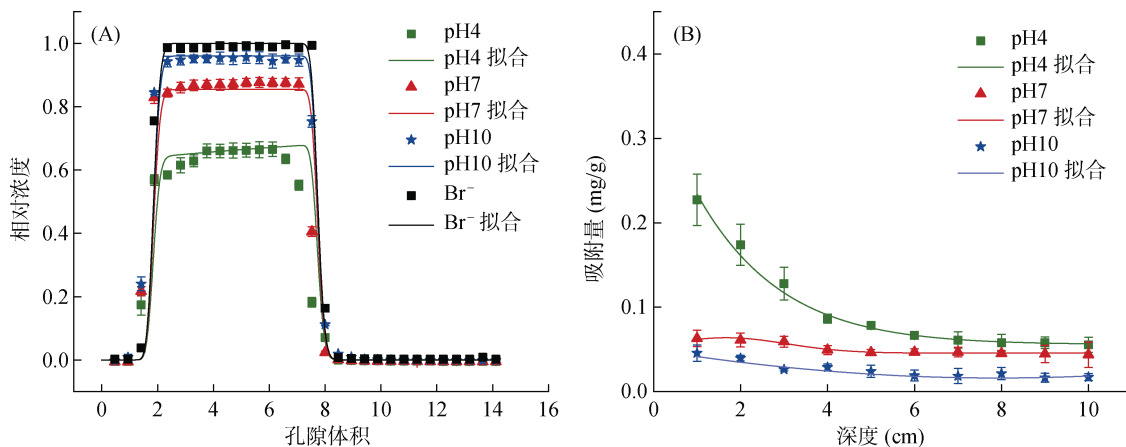 (A)
pH4
pH4 拟合
pH7
pH7 拟合
pH10
pH10 拟合
Br⁻
Br⁻ 拟合
1.0
0.8
0.6
0.4
0.2
0.0
相对浓度
0 2 4 6 8 10 12 14 16
孔隙体积
(B)
pH4
pH4 拟合
pH7
pH7 拟合
pH10
pH10 拟合
0.4
0.3
0.2
0.1
0.0
吸附量 (mg/g)
0 2 4 6 8 10
深度 (cm)